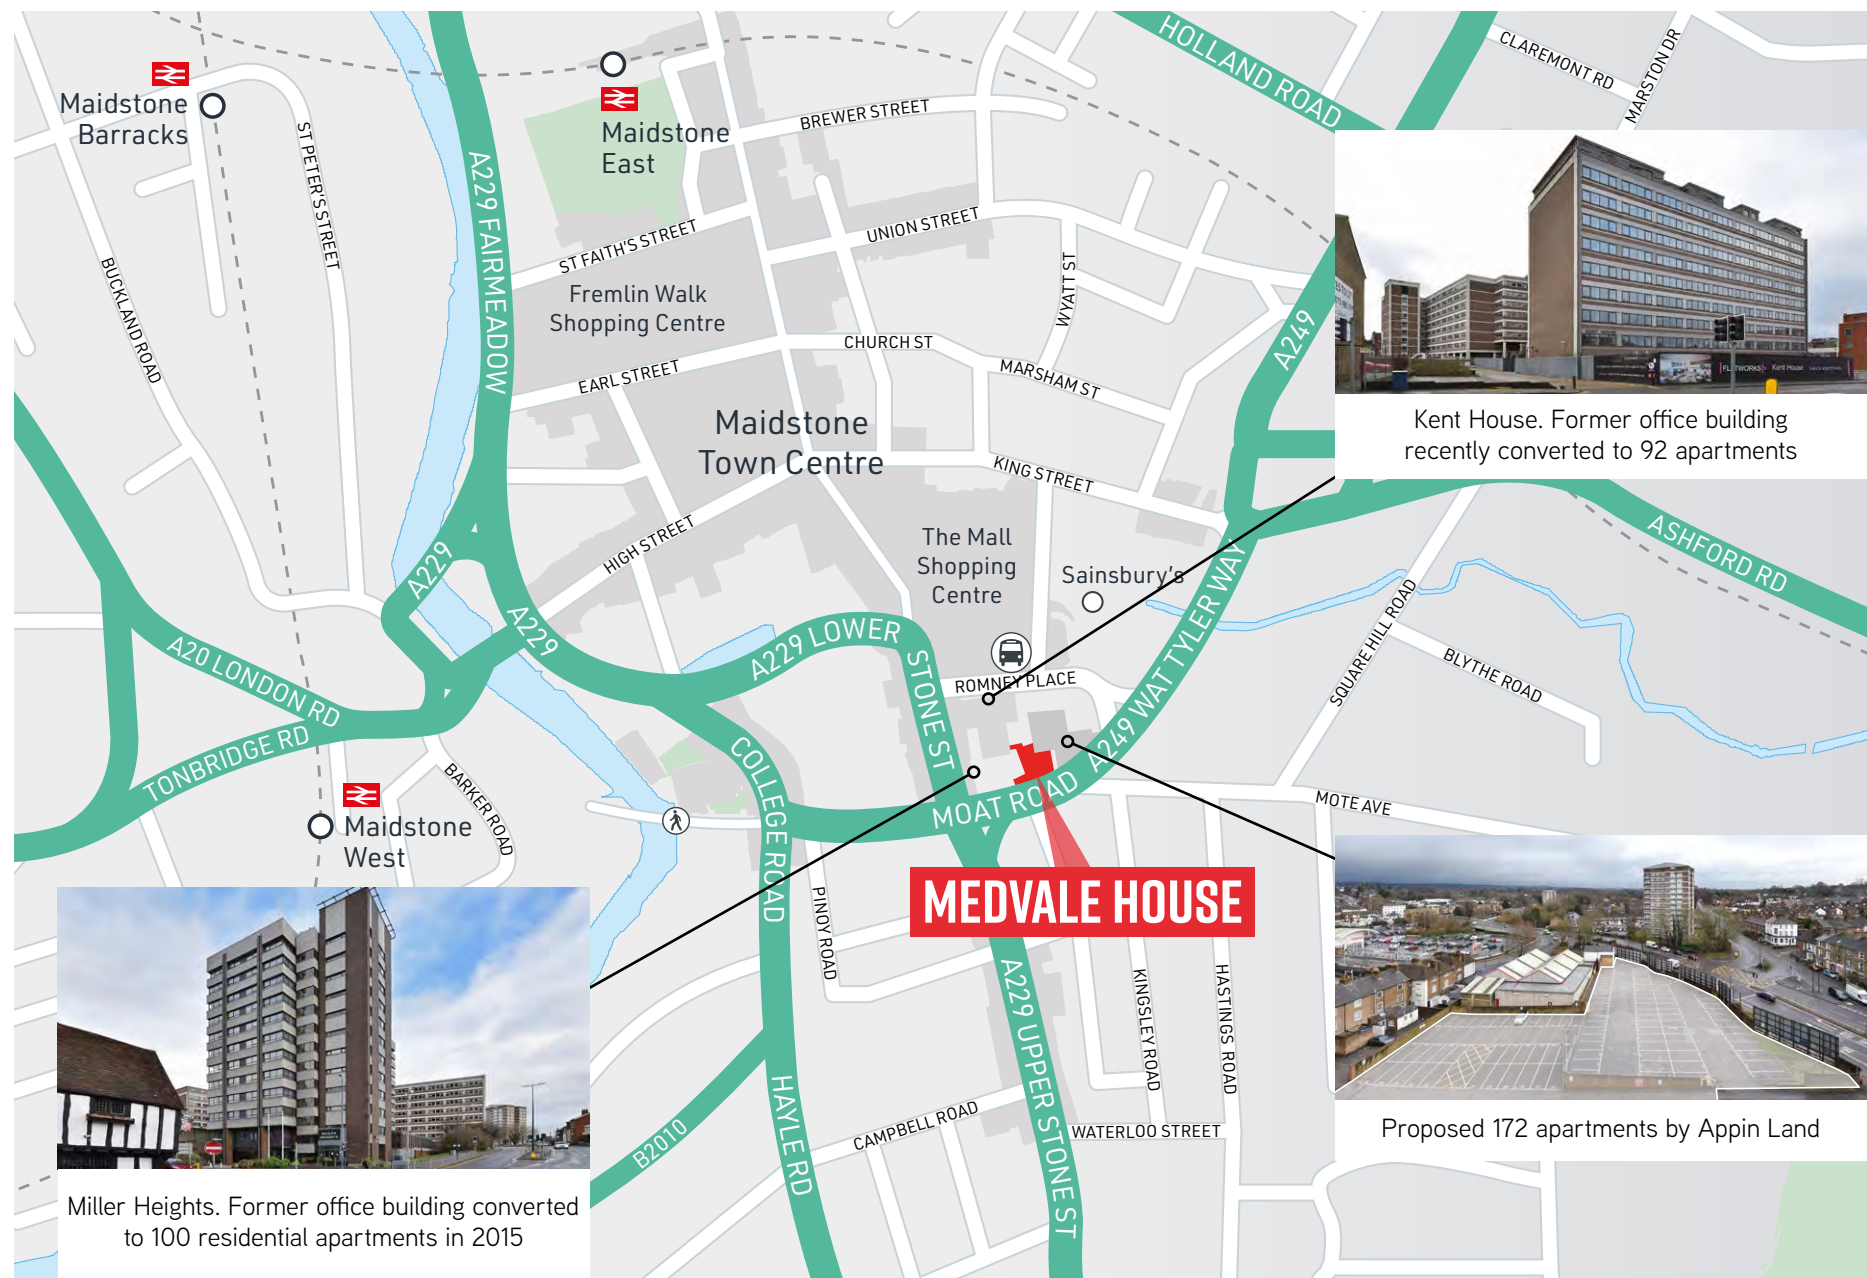 HOLLAND ROAD
CLAREMONT RD
MARSTON DR
Maidstone
Barracks
ST PETER'S STREET
A229 FAIRMEADOW
Maidstone
East
BREWER STREET
UNION STREET
ST FAITH'S STREET
Fremlin Walk
Shopping Centre
WYATT ST
BUCKLAND ROAD
CHURCH ST
EARL STREET
MARSHAM ST
A249
Maidstone
Town Centre
KING STREET
HIGH STREET
The Mall
Shopping
Centre
Sainsbury's
FLATWORKS
Kent House
Kent House. Former office building
recently converted to 92 apartments
ASHFORD RD
A229
A229
A229 LOWER
STONE ST
ROMNEY PLACE
A249 WAT TYLER WAY
SQUARE HILL ROAD
BLYTHE ROAD
A20 LONDON RD
TONBRIDGE RD
BARKER ROAD
Maidstone
West
COLLEGE ROAD
MOAT ROAD
MOTE AVE
MEDVALE HOUSE
PINOY ROAD
KINGSLEY ROAD
HASTINGS ROAD
A229 UPPER STONE ST
HAYLE RD
B2010
CAMPBELL ROAD
WATERLOO STREET
Proposed 172 apartments by Appin Land
Miller Heights. Former office building converted
to 100 residential apartments in 2015